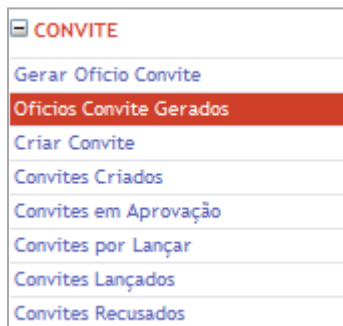 CONVITE
Gerar Oficio Convite
Oficios Convite Gerados
Criar Convite
Convites Criados
Convites em Aprovação
Convites por Lançar
Convites Lançados
Convites Recusados